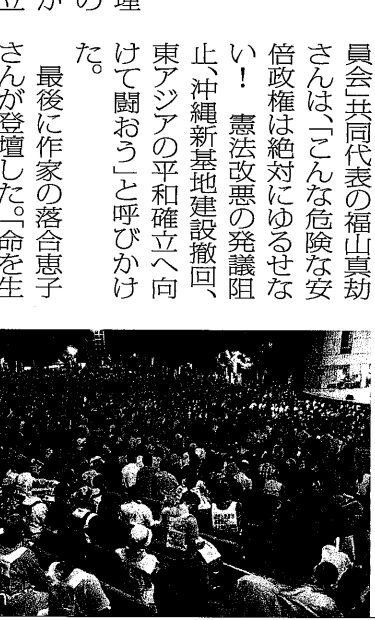 員会」共同代表の福山真劫
さんは、「こんな危険な安
倍政権は絶対にゆるせな
い!　憲法改悪の発議阻
止、沖縄新基地建設撤回、
東アジアの平和確立へ向
けて闘おう」と呼びかけ
た。
　最後に作家の落合恵子
さんが登壇した。「命を生